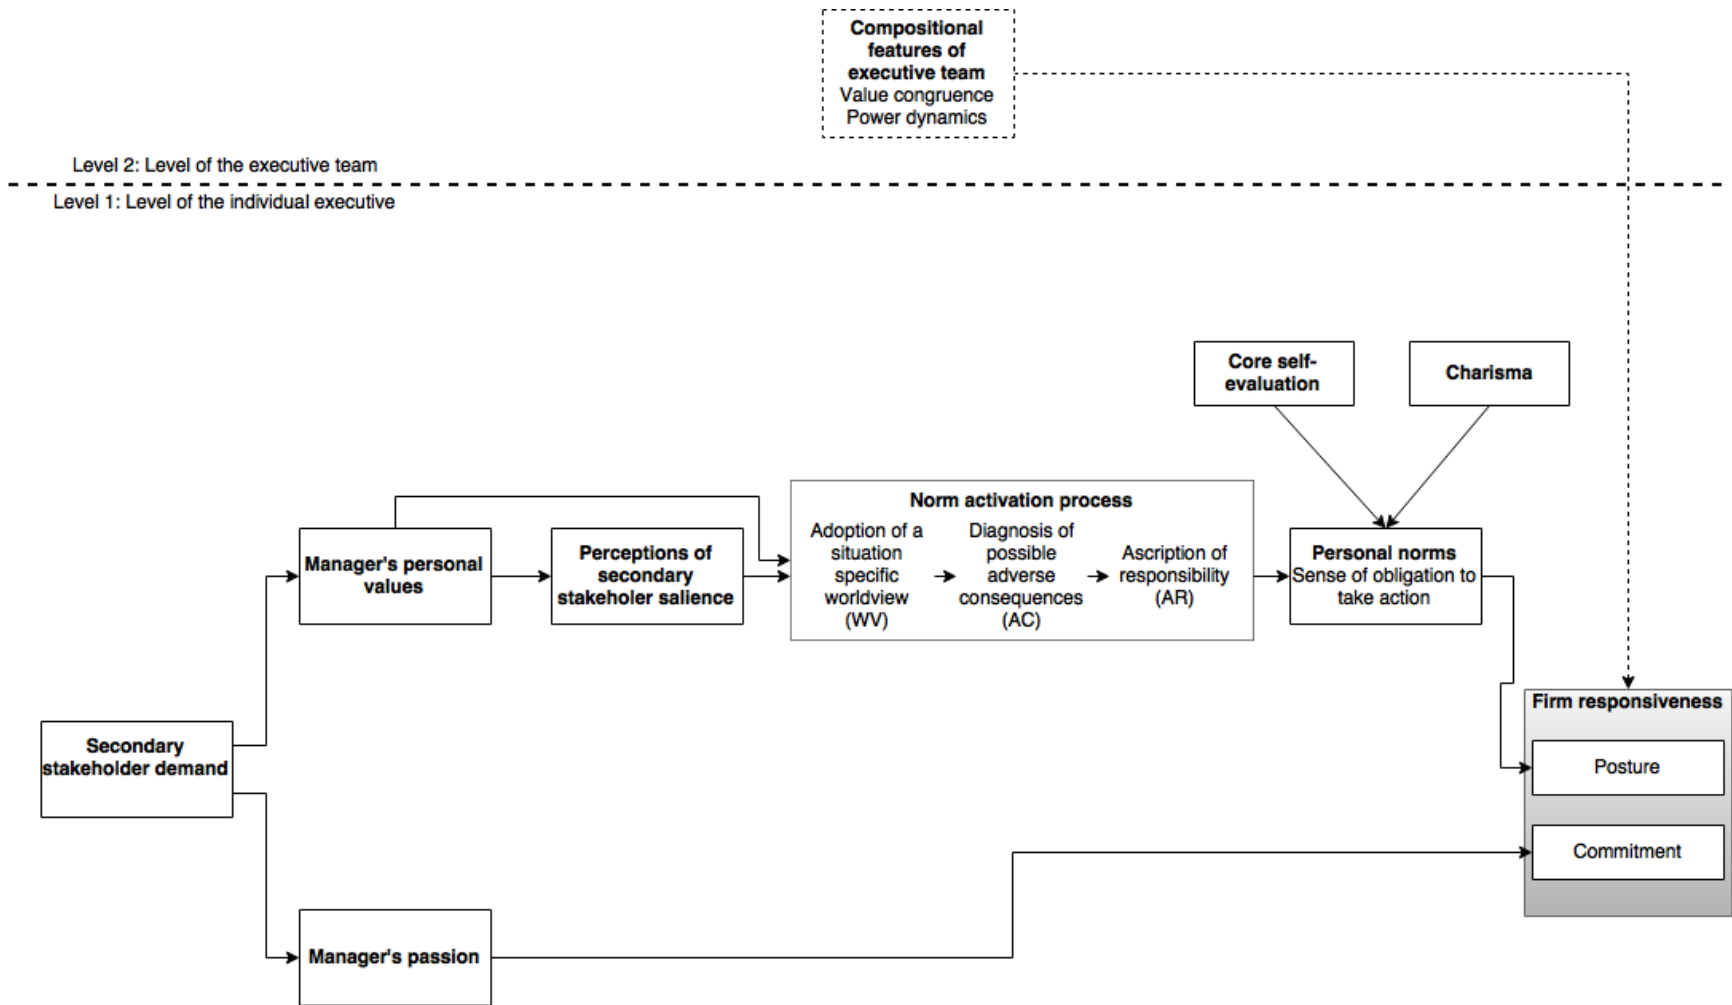 Compositional
features of
executive team
Value congruence
Power dynamics
Level 2: Level of the executive team
Level 1: Level of the individual executive
Core self-
evaluation
Charisma
Norm activation process
Adoption of a
situation
specific
worldview
(WV)
Diagnosis of
possible
adverse
consequences
(AC)
Ascription of
responsibility
(AR)
Manager's personal
values
Perceptions of
secondary
stakeholer salience
Personal norms
Sense of obligation to
take action
Firm responsiveness
Posture
Commitment
Secondary
stakeholder demand
Manager's passion